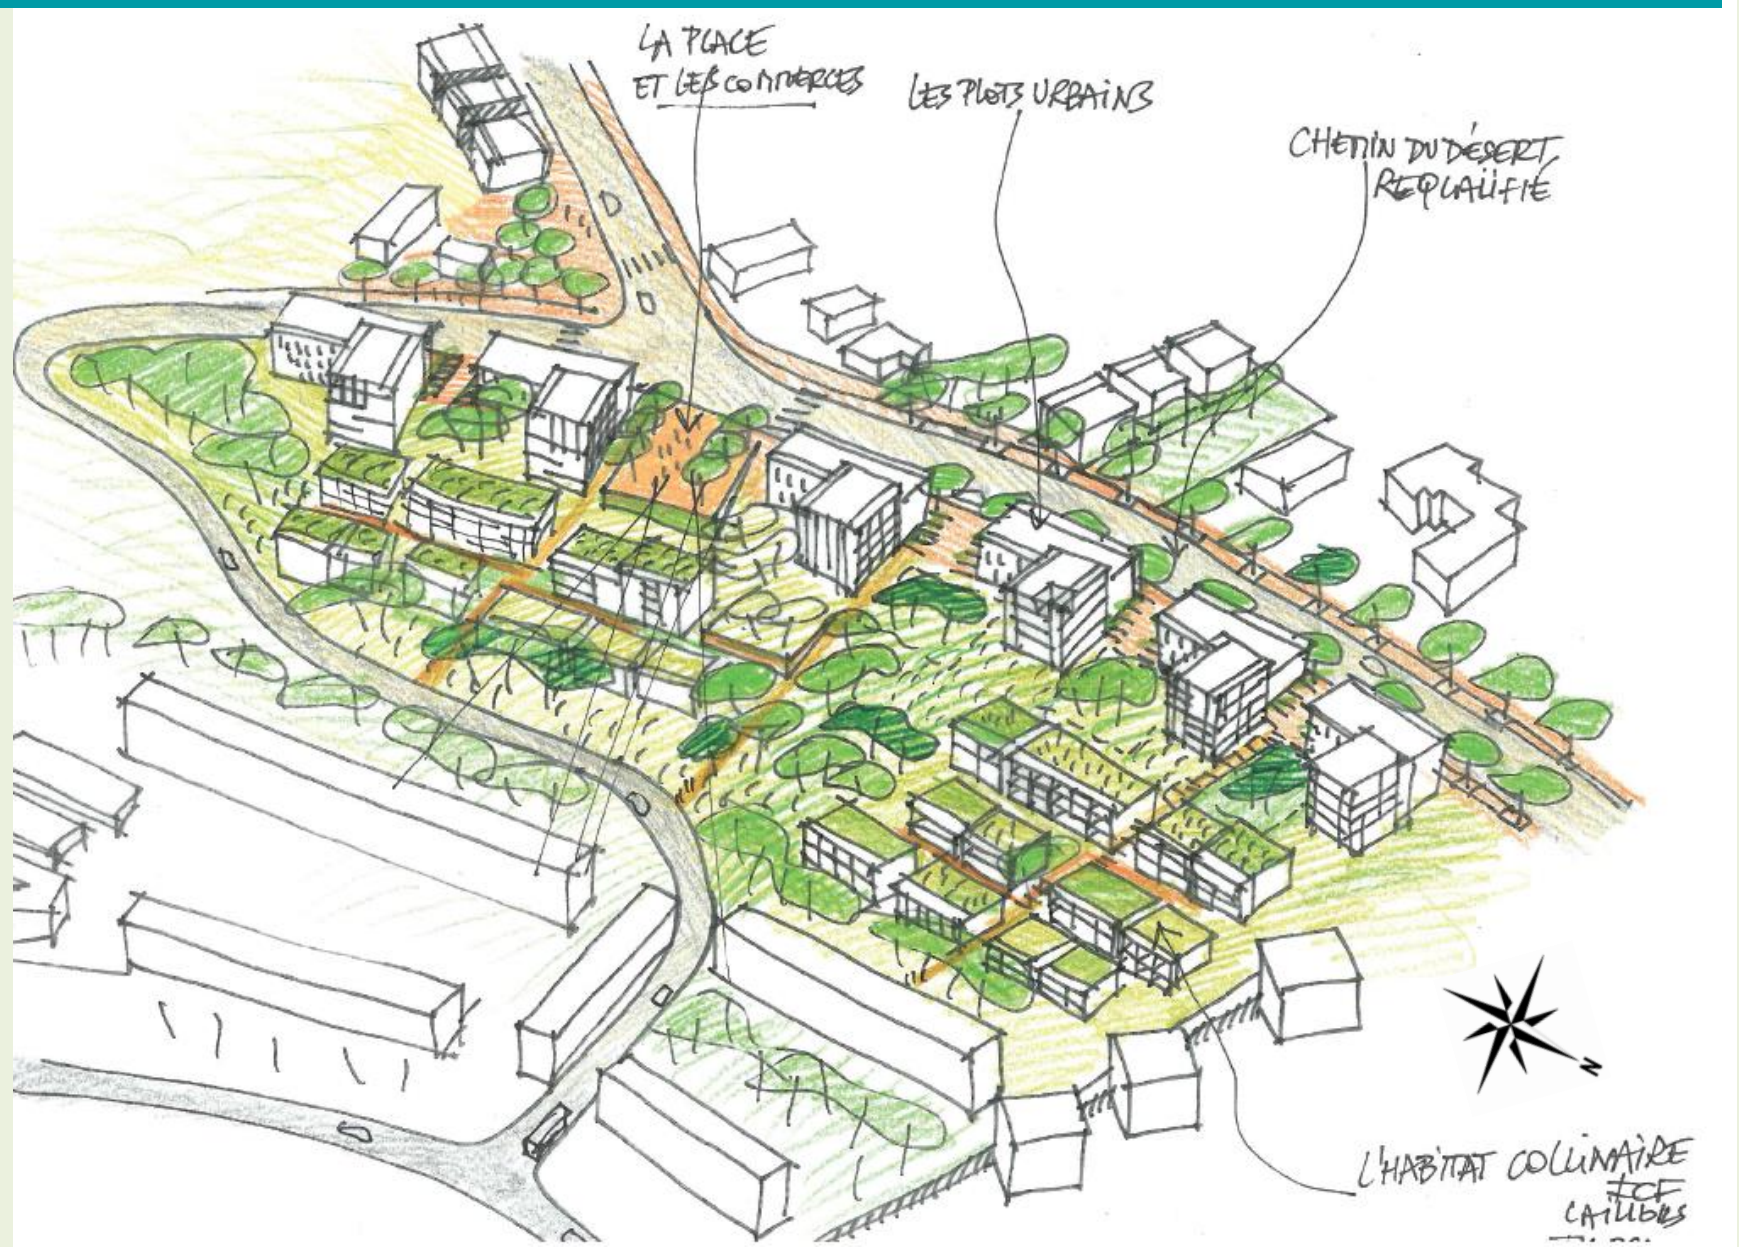 LA PLACE
ET LES COMMERCES
LES PLOTS URBAINS
CHEMIN DU DÉSERT,
REQUALIFIÉ
N
L'HABITAT COLLINAIRE